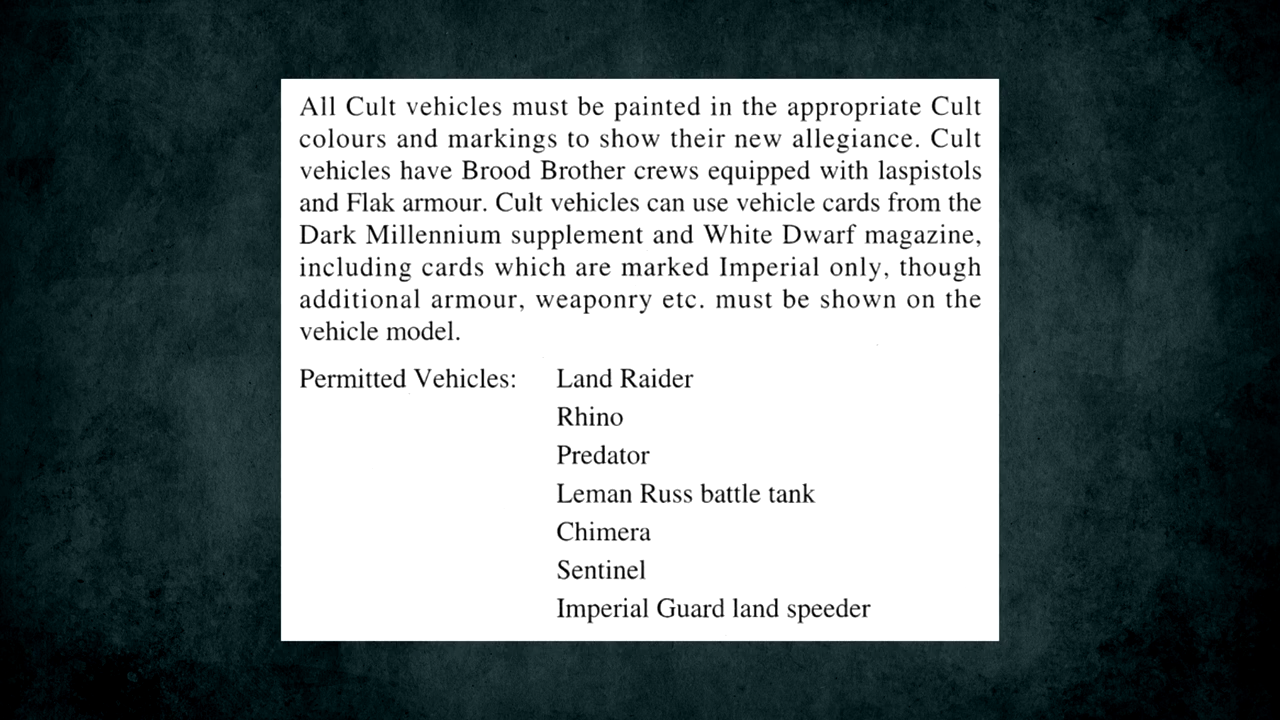 All Cult vehicles must be painted in the appropriate Cult
colours and markings to show their new allegiance. Cult
vehicles have Brood Brother crews equipped with laspistols
and Flak armour. Cult vehicles can use vehicle cards from the
Dark Millennium supplement and White Dwarf magazine,
including cards which are marked Imperial only, though
additional armour, weaponry etc. must be shown on the
vehicle model.
Permitted Vehicles: Land Raider
Rhino
Predator
Leman Russ battle tank
Chimera
Sentinel
Imperial Guard land speeder